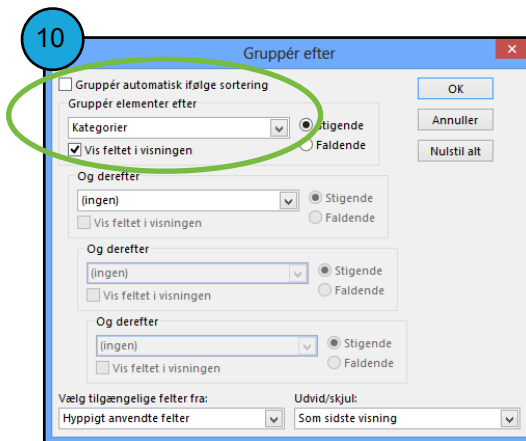 10
Gruppér efter
Gruppér automatisk ifølge sortering
OK
Gruppér elementer efter
Kategorier
Stigende
Annuller
Vis feltet i visningen
Faldende
Nulstil alt
Og derefter
(ingen)
Stigende
Vis feltet i visningen
Faldende
Og derefter
(ingen)
Stigende
Vis feltet i visningen
Faldende
Og derefter
(ingen)
Stigende
Vis feltet i visningen
Faldende
Vælg tilgængelige felter fra:
Udvid/skjul:
Hyppigt anvendte felter
Som sidste visning